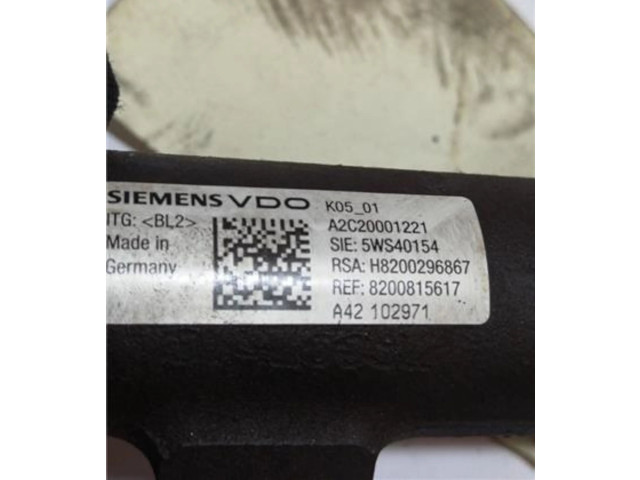 SIEMENS VDO
ITG: <BL2>
Made in
Germany
K05_01
A2C20001221
SIE: 5WS40154
RSA: H8200296867
REF: 8200815617
A42 102971